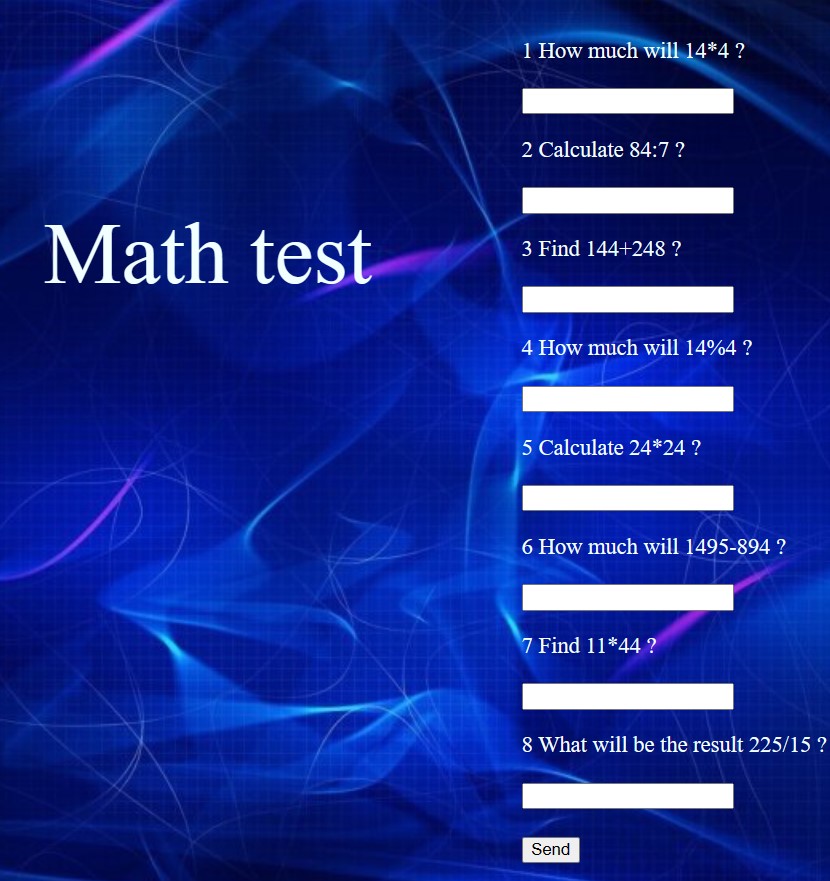 Math test
1 How much will 14*4 ?
2 Calculate 84:7 ?
3 Find 144+248 ?
4 How much will 14%4 ?
5 Calculate 24*24 ?
6 How much will 1495-894 ?
7 Find 11*44 ?
8 What will be the result 225/15 ?
Send